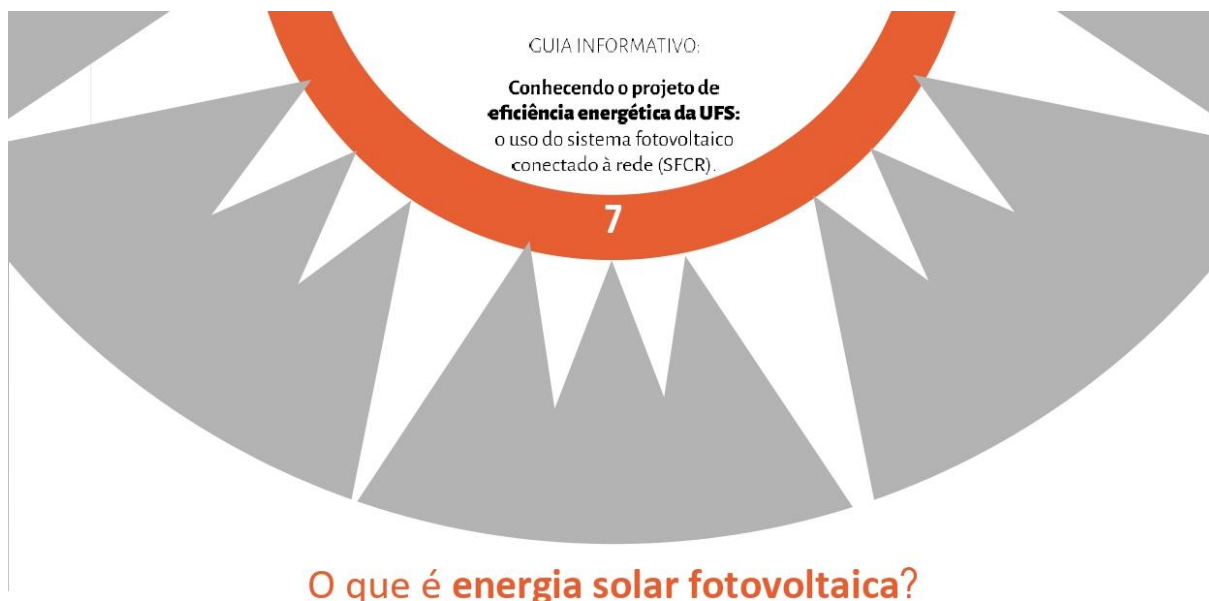 GUIA INFORMATIVO:
Conhecendo o projeto de
eficiência energética da UFS:
o uso do sistema fotovoltaico
conectado à rede (SFCR).
7
O que é energia solar fotovoltaica?